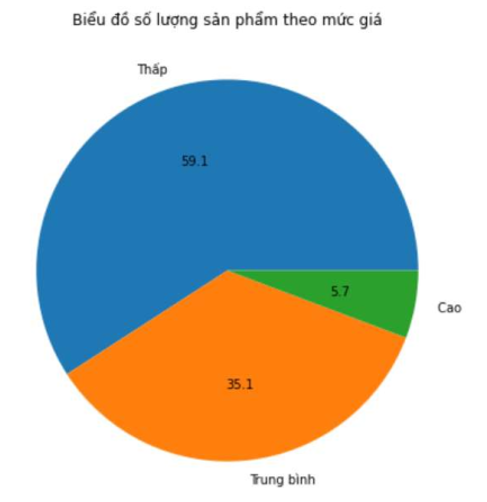 Biểu đồ số lượng sản phẩm theo mức giá
Thấp
59.1
5.7
Cao
35.1
Trung bình